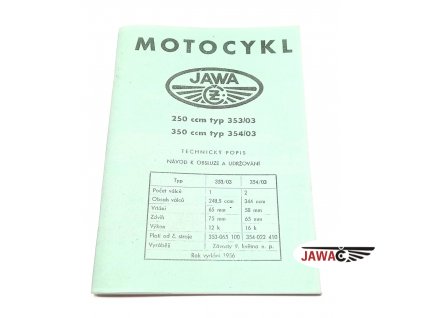 MOTOCYKL
JAWA
ČZ
250 ccm typ 353/03
350 ccm typ 354/03
TECHNICKÝ POPIS
NÁVOD K OBSLUZE A UDRŽOVÁNÍ
Typ 353/03 354/03
Počet válců 1 2
Obsah válců 248,5 ccm 344 ccm
Vrtání 65 mm 58 mm
Zdvih 75 mm 65 mm
Výkon 12 k 16 k
Platí od č. stroje 353-065 100 354-022 410
Vyrábějí Závody 9. května n. p.
Rok vydání 1956
JAWA